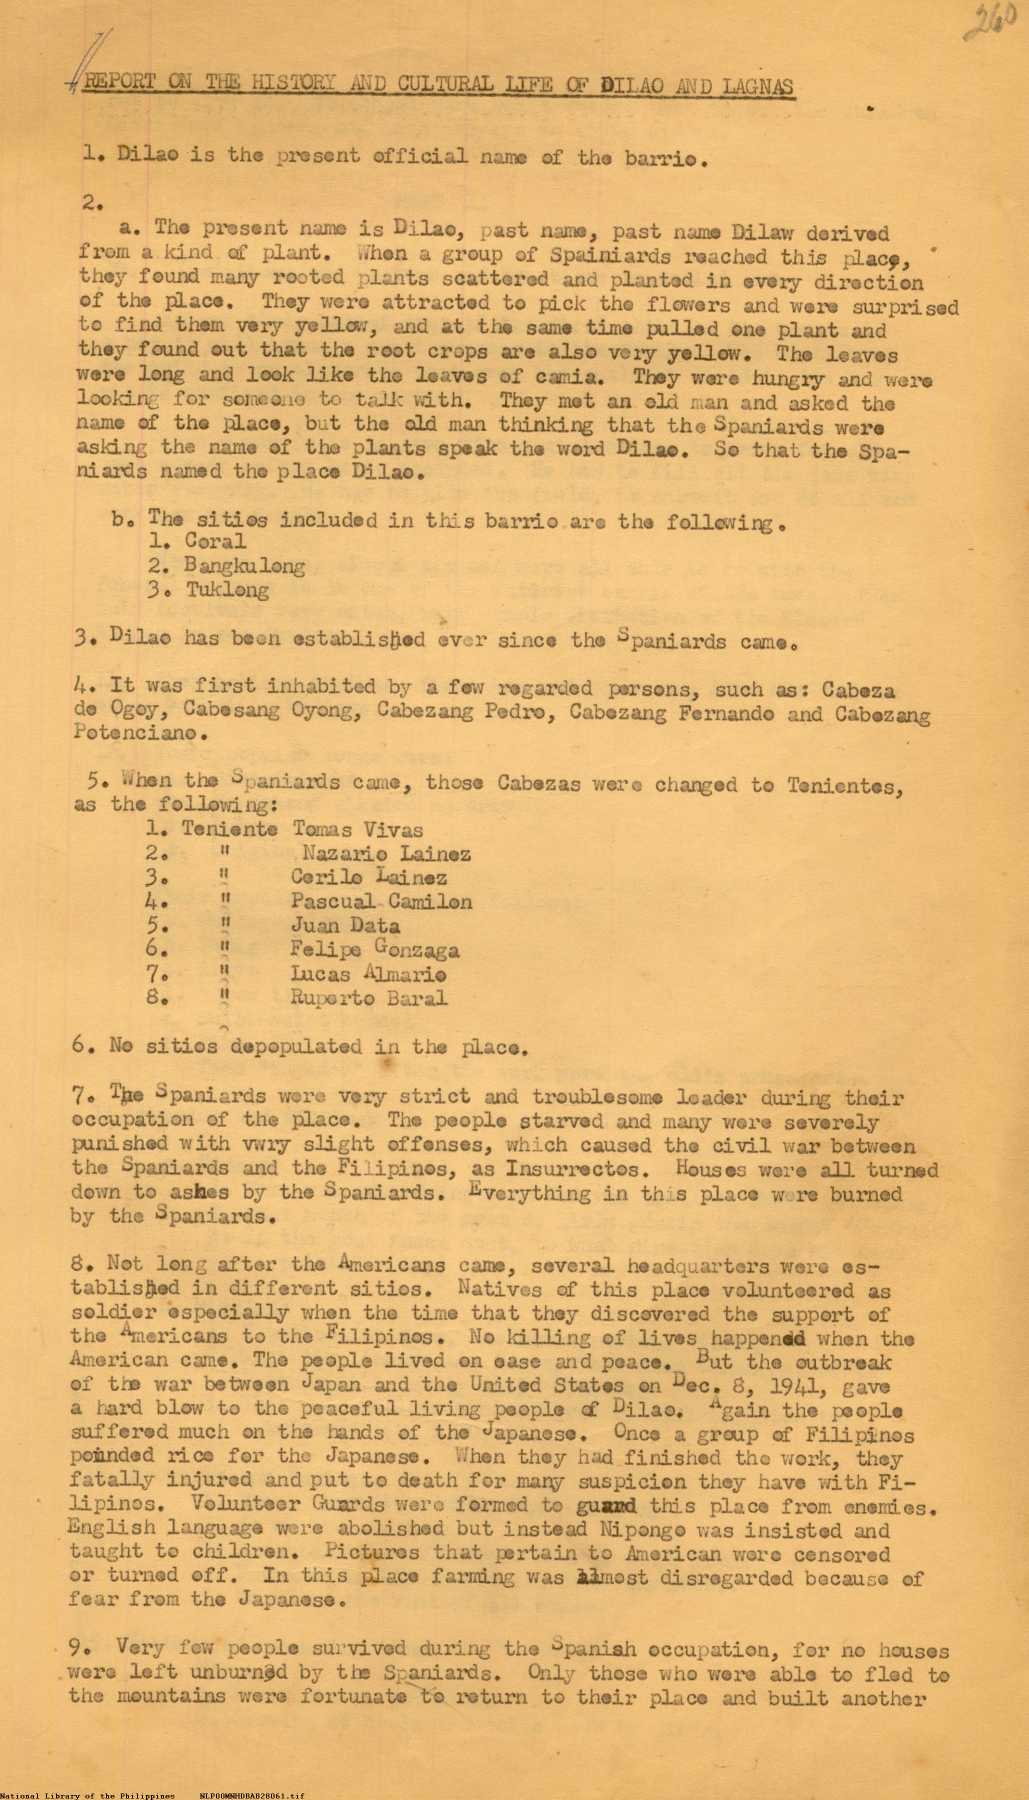 260
REPORT ON THE HISTORY AND CULTURAL LIFE OF DILAO AND LAGNAS
1. Dilao is the present official name of the barrio.
2.
a. The present name is Dilao, past name, past name Dilaw derived
from a kind of plant. When a group of Spainiards reached this place,
they found many rooted plants scattered and planted in every direction
of the place. They were attracted to pick the flowers and were surprised
to find them very yellow, and at the same time pulled one plant and
they found out that the root crops are also very yellow. The leaves
were long and look like the leaves of camia. They were hungry and were
looking for someone to talk with. They met an old man and asked the
name of the place, but the old man thinking that the Spaniards were
asking the name of the plants speak the word Dilao. So that the Spa-
niards named the place Dilao.
b. The sitios included in this barrio are the following.
1. Coral
2. Bangkulong
3. Tuklong
3. Dilao has been established ever since the Spaniards came.
4. It was first inhabited by a few regarded persons, such as: Cabeza
de Ogoy, Cabesang Oyong, Cabezang Pedro, Cabezang Fernando and Cabezang
Potenciano.
5. When the Spaniards came, those Cabezas were changed to Tenientes,
as the following:
1. Teniente Tomas Vivas
2. " Nazario Lainez
3. " Cerilo Lainez
4. " Pascual Camilon
5. " Juan Data
6. " Felipe Gonzaga
7. " Lucas Almario
8. " Ruperto Baral
6. No sitios depopulated in the place.
7. The Spaniards were very strict and troublesome leader during their
occupation of the place. The people starved and many were severely
punished with vwry slight offenses, which caused the civil war between
the Spaniards and the Filipinos, as Insurrectos. Houses were all turned
down to ashes by the Spaniards. Everything in this place were burned
by the Spaniards.
8. Not long after the Americans came, several headquarters were es-
tablished in different sitios. Natives of this place volunteered as
soldier especially when the time that they discovered the support of
the Americans to the Filipinos. No killing of lives happened when the
American came. The people lived on ease and peace. But the outbreak
of the war between Japan and the United States on Dec. 8, 1941, gave
a hard blow to the peaceful living people of Dilao. Again the people
suffered much on the hands of the Japanese. Once a group of Filipinos
pounded rice for the Japanese. When they had finished the work, they
fatally injured and put to death for many suspicion they have with Fi-
lipinos. Volunteer Guards were formed to guard this place from enemies.
English language were abolished but instead Nipongo was insisted and
taught to children. Pictures that pertain to American were censored
or turned off. In this place farming was almost disregarded because of
fear from the Japanese.
9. Very few people survived during the Spanish occupation, for no houses
were left unburned by the Spaniards. Only those who were able to fled to
the mountains were fortunate to return to their place and built another
National Library of the Philippines NLPOOMNHDBAB28061.tif